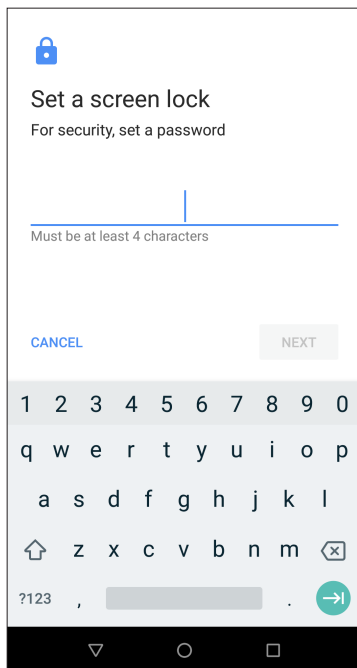 Set a screen lock
For security, set a password
Must be at least 4 characters
CANCEL NEXT
1 2 3 4 5 6 7 8 9 0
q w e r t y u i o p
a s d f g h j k l
z x c v b n m
?123 , .